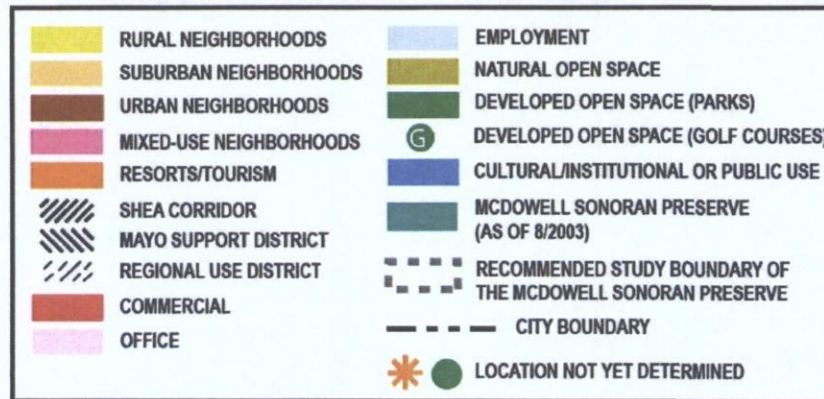 RURAL NEIGHBORHOODS
SUBURBAN NEIGHBORHOODS
URBAN NEIGHBORHOODS
MIXED-USE NEIGHBORHOODS
RESORTS/TOURISM
SHEA CORRIDOR
MAYO SUPPORT DISTRICT
REGIONAL USE DISTRICT
COMMERCIAL
OFFICE
EMPLOYMENT
NATURAL OPEN SPACE
DEVELOPED OPEN SPACE (PARKS)
G DEVELOPED OPEN SPACE (GOLF COURSES)
CULTURAL/INSTITUTIONAL OR PUBLIC USE
MCDOWELL SONORAN PRESERVE
(AS OF 8/2003)
RECOMMENDED STUDY BOUNDARY OF
THE MCDOWELL SONORAN PRESERVE
CITY BOUNDARY
LOCATION NOT YET DETERMINED